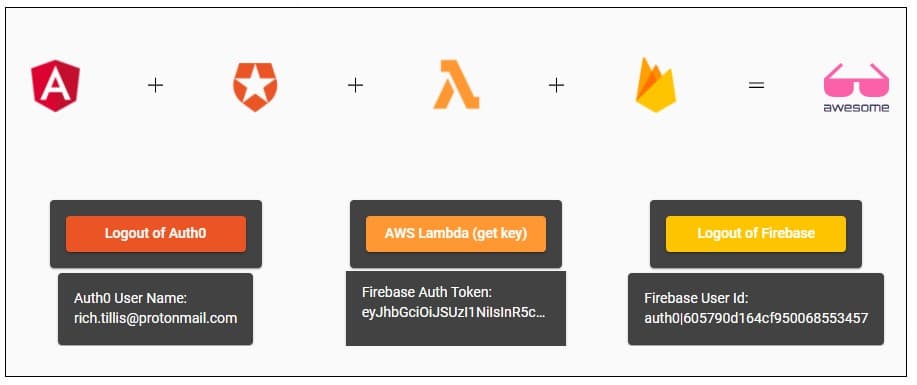 + + + =
awesome
Logout of Auth0
AWS Lambda (get key)
Logout of Firebase
Auth0 User Name:
rich.tillis@protonmail.com
Firebase Auth Token:
eyJhbGciOiJSUzI1NiIsInR5c...
Firebase User Id:
auth0|605790d164cf950068553457